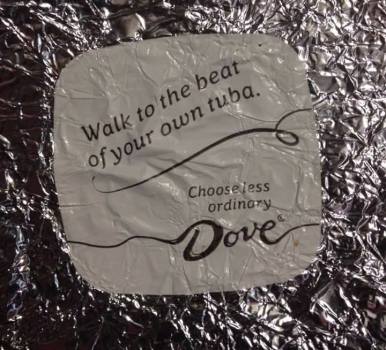 Walk to the beat
of your own tuba.
Choose less
ordinary
Dove